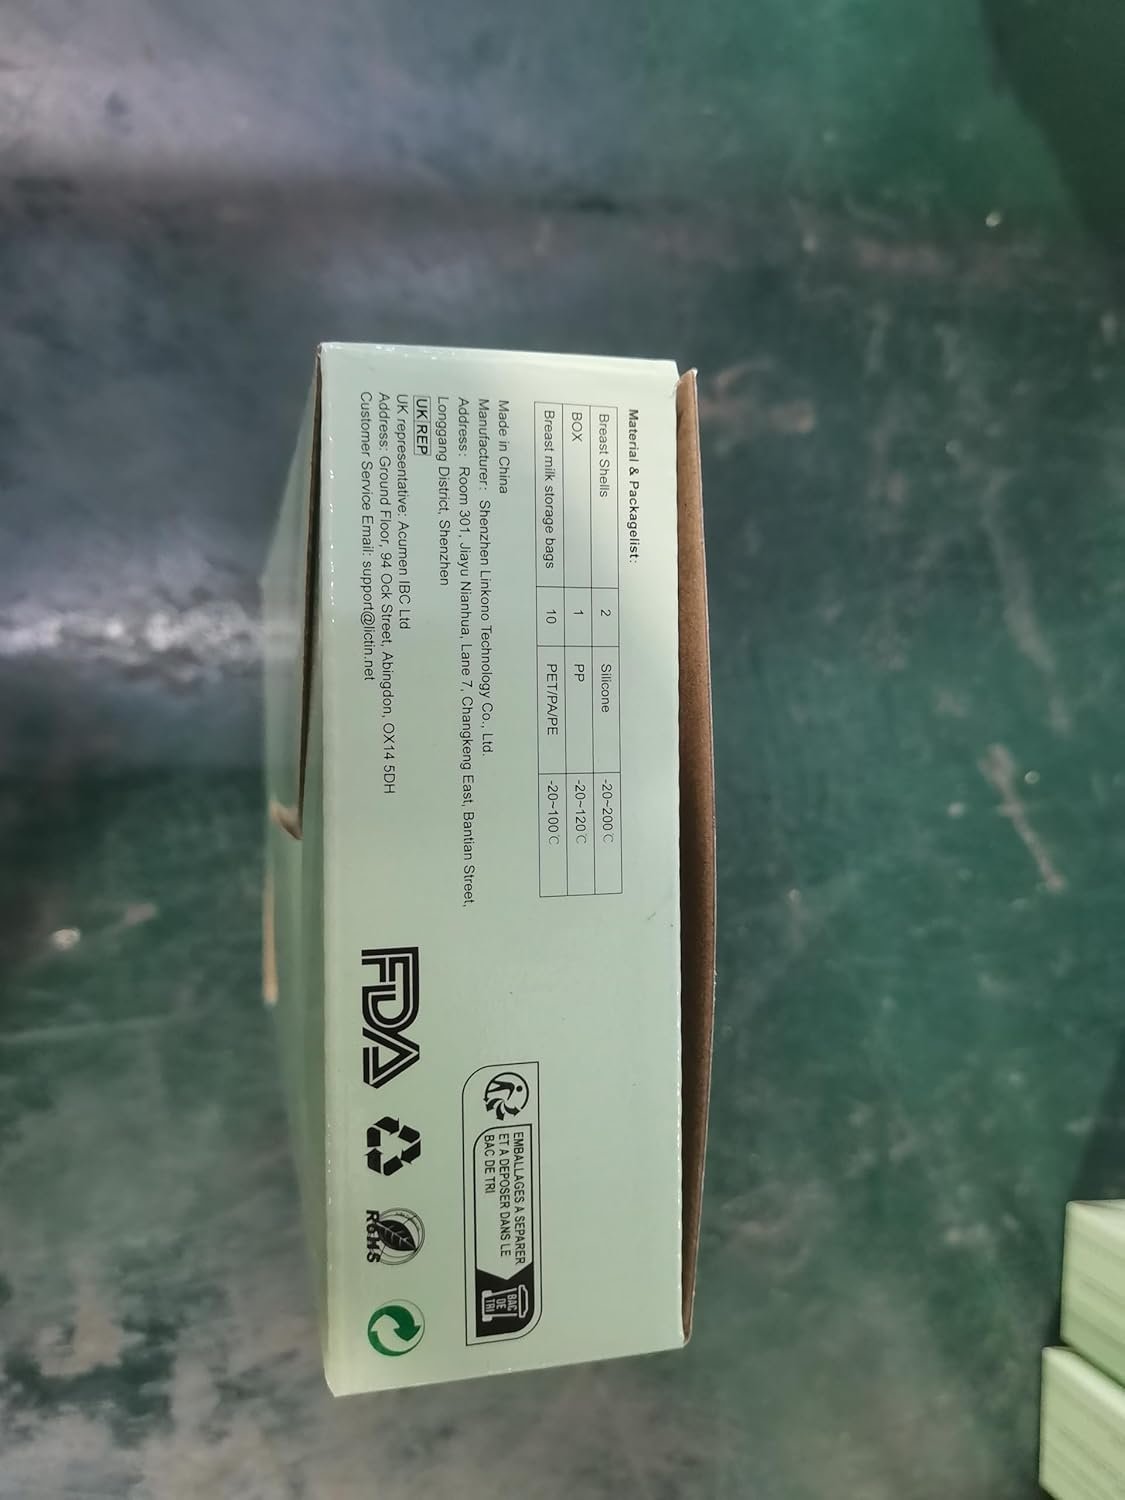 Material & Packagelist:
Breast Shells 2 Silicone -20~200℃
BOX 1 PP -20~120℃
Breast milk storage bags 10 PET/PA/PE -20~100℃
Made in China
Manufacturer: Shenzhen Linkono Technology Co., Ltd.
Address: Room 301, Jiayu Nianhua, Lane 7, Changkeng East, Bantian Street,
Longgang District, Shenzhen
UK REP
UK representative: Acumen IBC Ltd
Address: Ground Floor, 94 Ock Street, Abingdon, OX14 5DH
Customer Service Email: support@lictin.net
EMBALLAGES A SEPARER
ET A DEPOSER DANS LE
BAC DE TRI
BAC
DE
TRI
FDA
RoHS